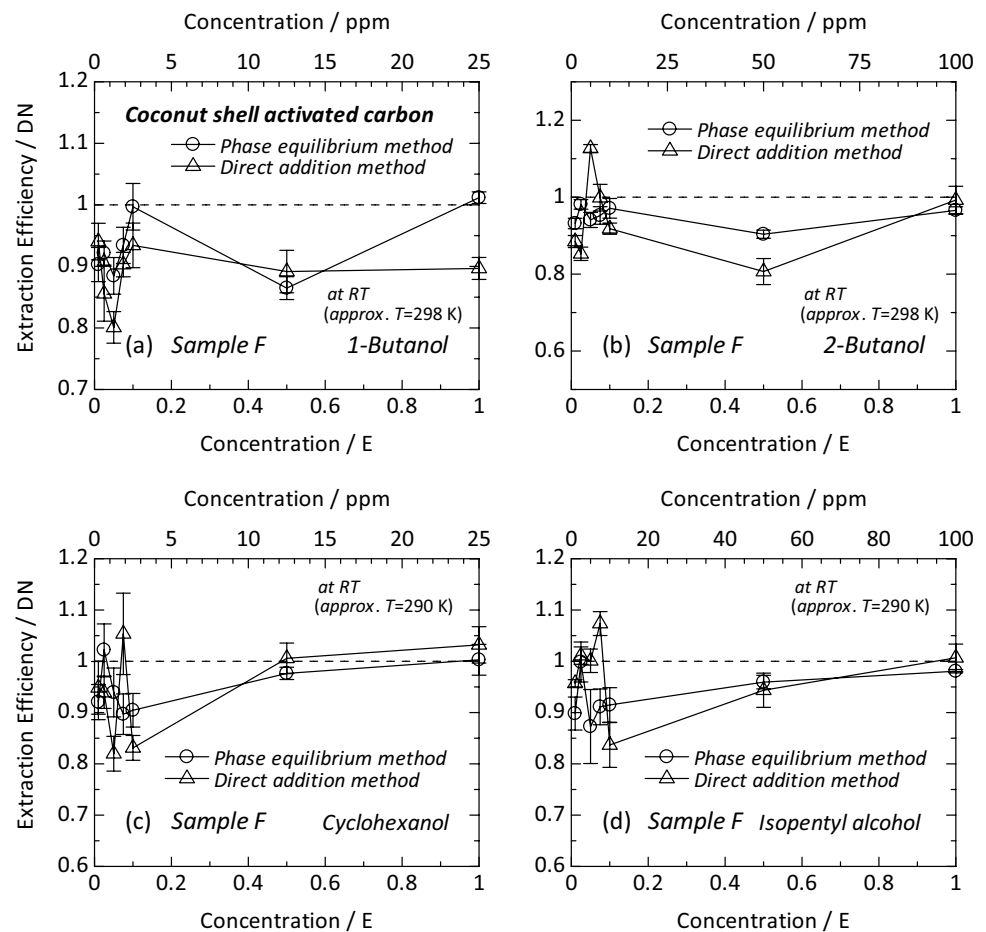 Concentration / ppm
0 5 10 15 20 25
1.2
1.1
1
0.9
0.8
0.7
Extraction Efficiency / DN
Coconut shell activated carbon
Phase equilibrium method
Direct addition method
at RT
(approx. T=298 K)
(a) Sample F 1-Butanol
0 0.2 0.4 0.6 0.8 1
Concentration / E
Concentration / ppm
0 25 50 75 100
1.2
1
0.8
0.6
Phase equilibrium method
Direct addition method
at RT
(approx. T=298 K)
(b) Sample F 2-Butanol
0 0.2 0.4 0.6 0.8 1
Concentration / E
Concentration / ppm
0 5 10 15 20 25
1.2
1.1
1
0.9
0.8
0.7
0.6
Extraction Efficiency / DN
at RT
(approx. T=290 K)
Phase equilibrium method
Direct addition method
(c) Sample F Cyclohexanol
0 0.2 0.4 0.6 0.8 1
Concentration / E
Concentration / ppm
0 20 40 60 80 100
1.2
1.1
1
0.9
0.8
0.7
0.6
at RT
(approx. T=290 K)
Phase equilibrium method
Direct addition method
(d) Sample F Isopentyl alcohol
0 0.2 0.4 0.6 0.8 1
Concentration / E